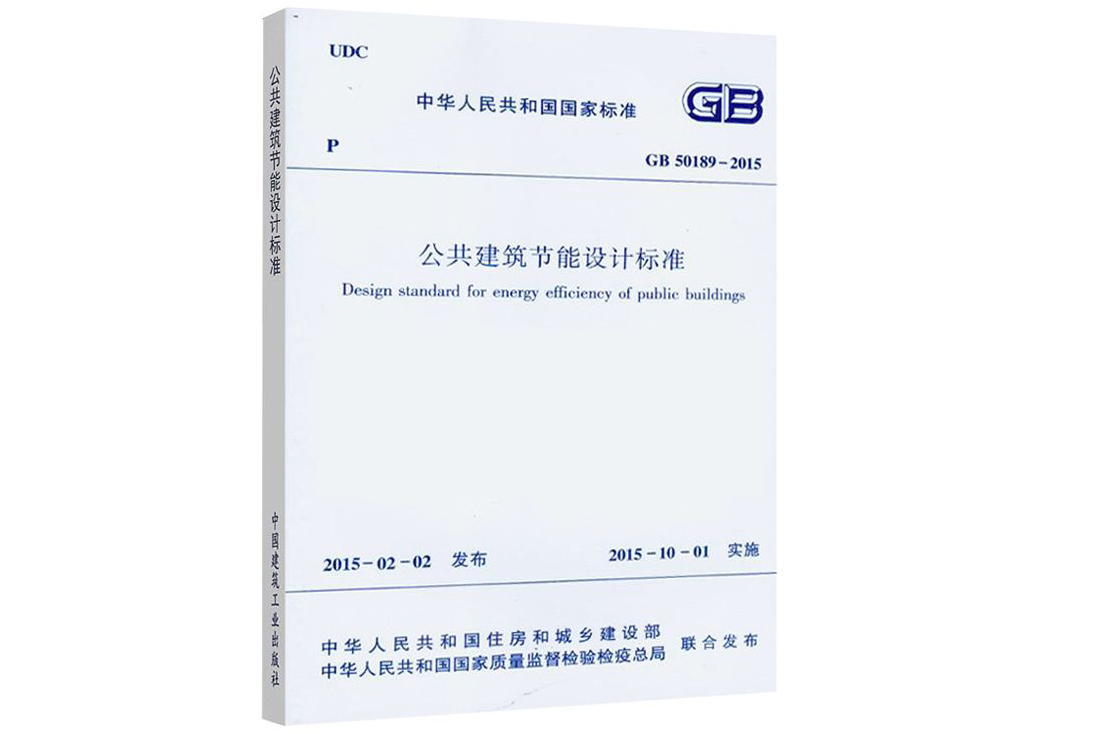 UDC
中华人民共和国国家标准
GB
P
GB 50189-2015
公共建筑节能设计标准
Design standard for energy efficiency of public buildings
2015-02-02 发布
2015-10-01 实施
中华人民共和国住房和城乡建设部
中华人民共和国国家质量监督检验检疫总局
联合发布
公共建筑节能设计标准
中国建筑工业出版社